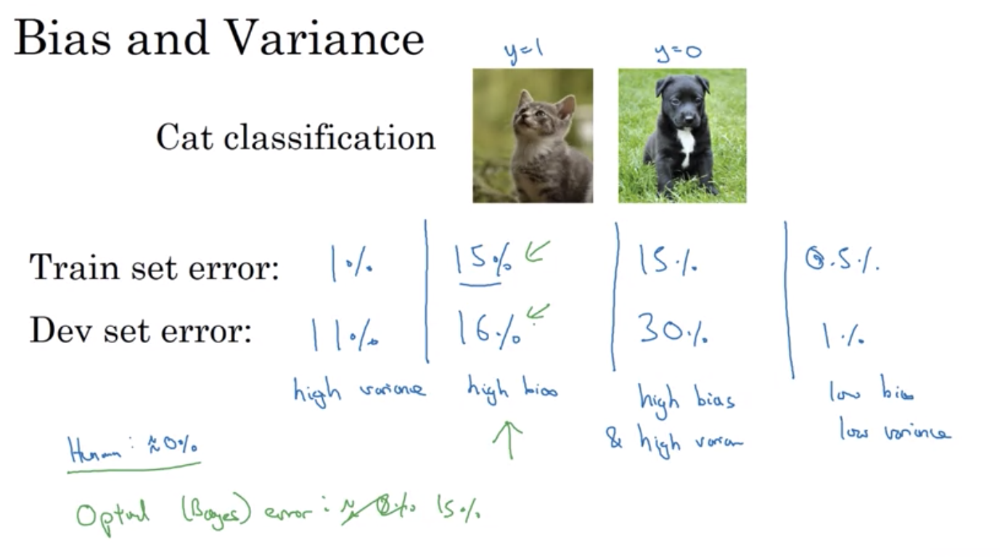 Bias and Variance
y=1 y=0
Cat classification
Train set error: 1% 15% 15% 0.5%
Dev set error: 11% 16% 30% 1%
high variance high bias high bias low bias
& high varian low variance
Human: ≈0%
Optimal (Bayes) error: ≈ 0% 15%